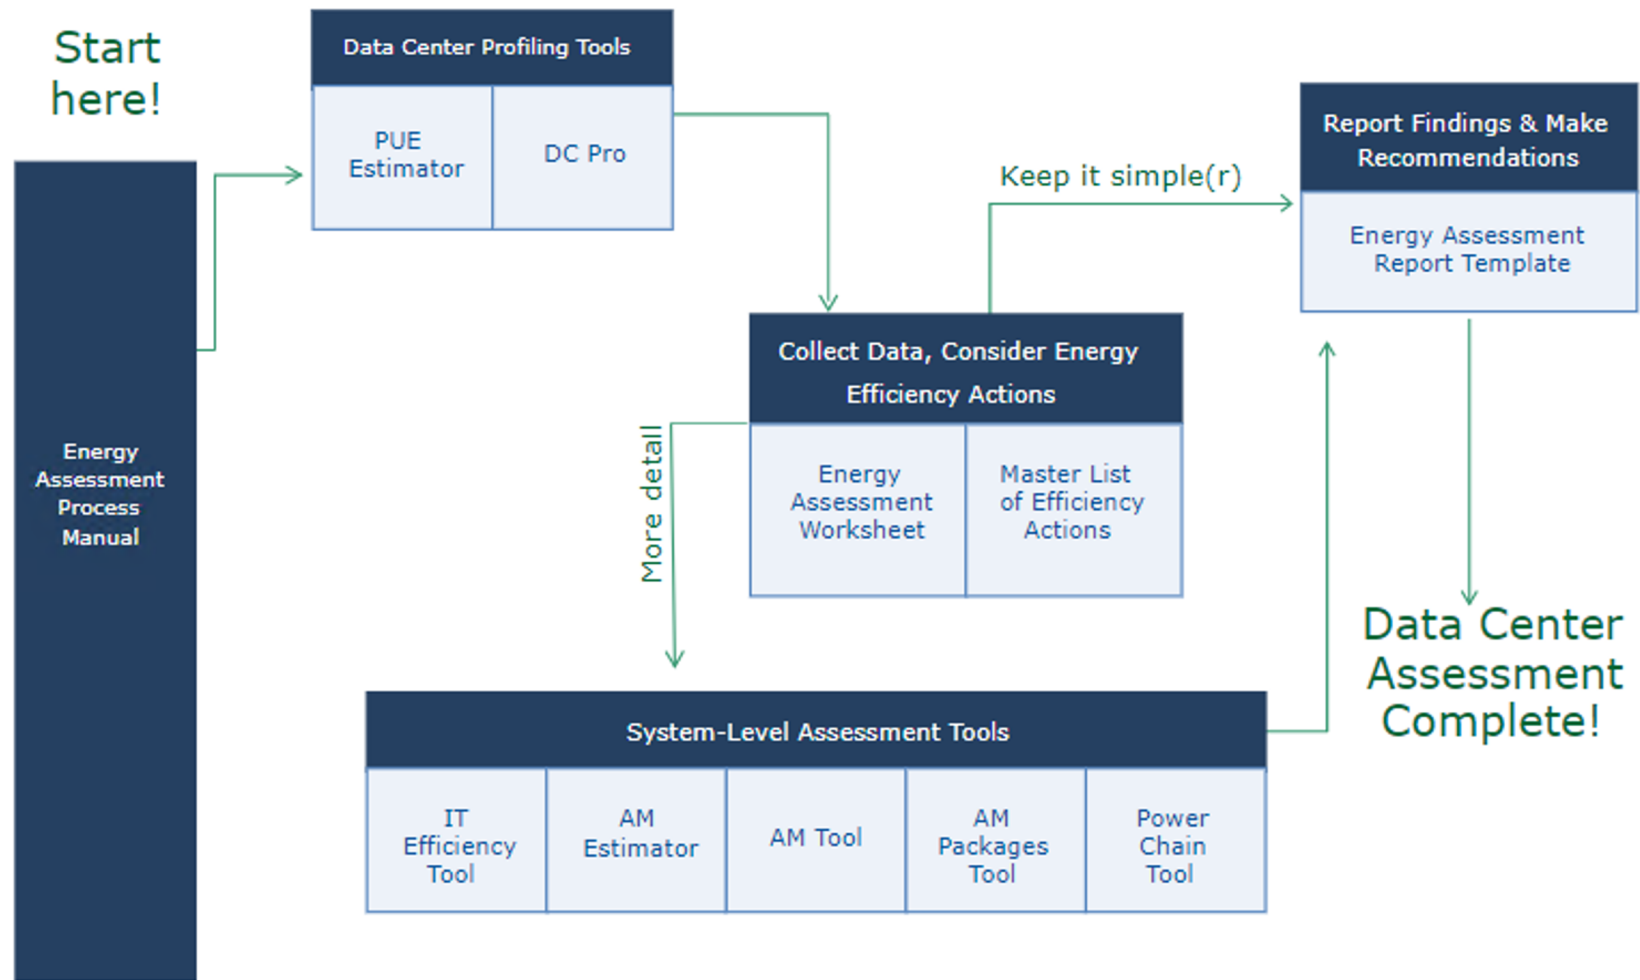 Start
here!
Data Center Profiling Tools
PUE
Estimator
DC Pro
Energy
Assessment
Process
Manual
Collect Data, Consider Energy
Efficiency Actions
Energy
Assessment
Worksheet
Master List
of Efficiency
Actions
Keep it simple(r)
More detail
System-Level Assessment Tools
IT
Efficiency
Tool
AM
Estimator
AM Tool
AM
Packages
Tool
Power
Chain
Tool
Report Findings & Make
Recommendations
Energy Assessment
Report Template
Data Center
Assessment
Complete!